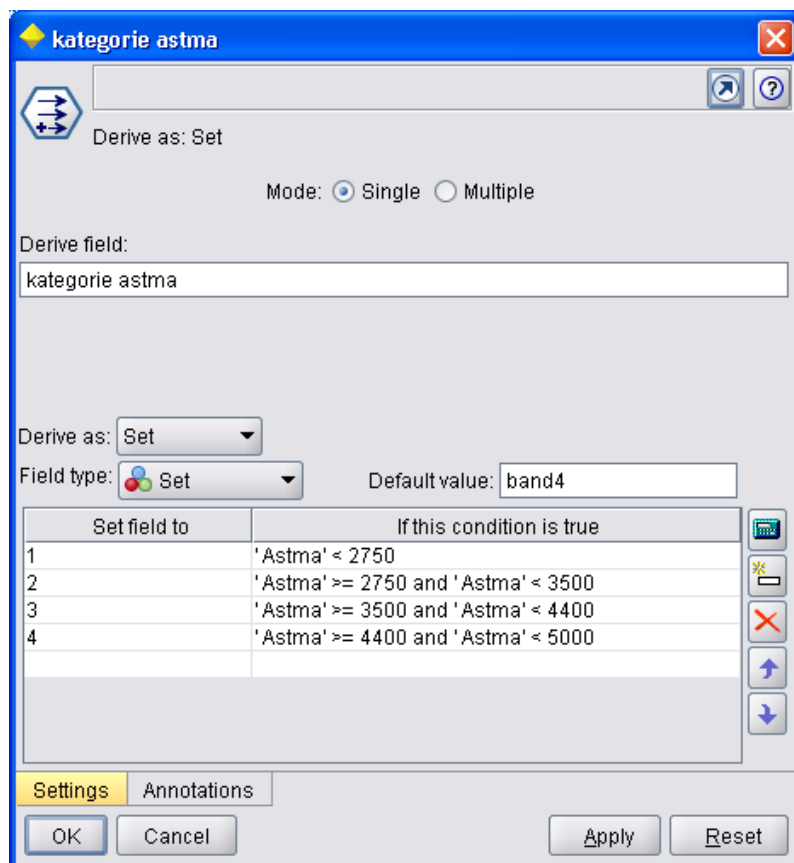 kategorie astma
Derive as: Set
Mode: Single Multiple
Derive field:
kategorie astma
Derive as: Set
Field type: Set Default value: band4
Set field to If this condition is true
1 'Astma' < 2750
2 'Astma' >= 2750 and 'Astma' < 3500
3 'Astma' >= 3500 and 'Astma' < 4400
4 'Astma' >= 4400 and 'Astma' < 5000
Settings Annotations
OK Cancel Apply Reset